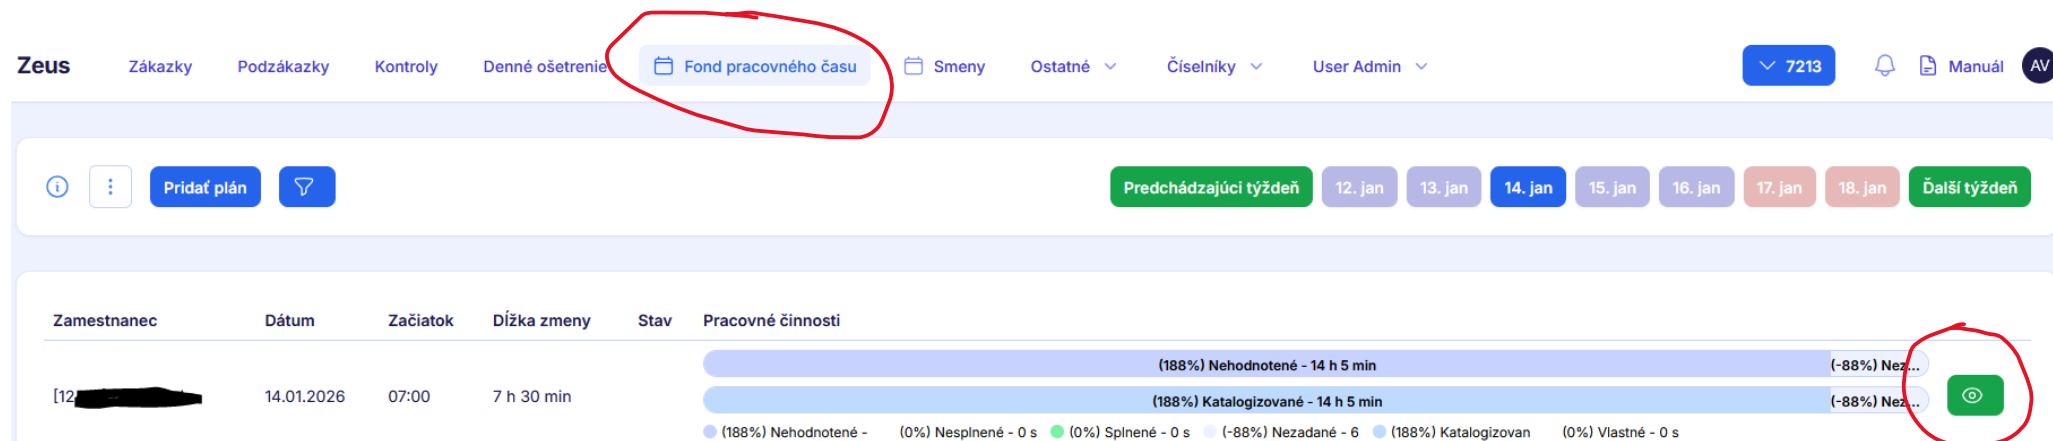 Zeus Zákazky Podzákazky Kontroly Denné ošetrenie Fond pracovného času Smeny Ostatné Číselníky User Admin 7213 Manuál AV
Pridať plán Predchádzajúci týždeň 12. jan 13. jan 14. jan 15. jan 16. jan 17. jan 18. jan Ďalší týždeň
Zamestnanec Dátum Začiatok Dĺžka zmeny Stav Pracovné činnosti
(188%) Nehodnotené - 14 h 5 min (-88%) Nez...
[12 14.01.2026 07:00 7 h 30 min (188%) Katalogizované - 14 h 5 min (-88%) Nez...
(188%) Nehodnotené - (0%) Nesplnené - 0 s (0%) Splnené - 0 s (-88%) Nezadané - 6 (188%) Katalogizovan (0%) Vlastné - 0 s